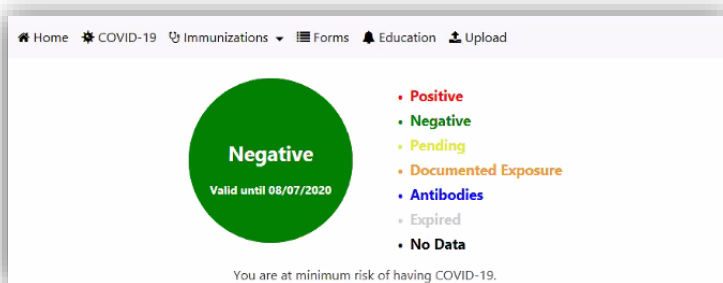 Home COVID-19 Immunizations Forms Education Upload
Negative
Valid until 08/07/2020
Positive
Negative
Pending
Documented Exposure
Antibodies
Expired
No Data
You are at minimum risk of having COVID-19.